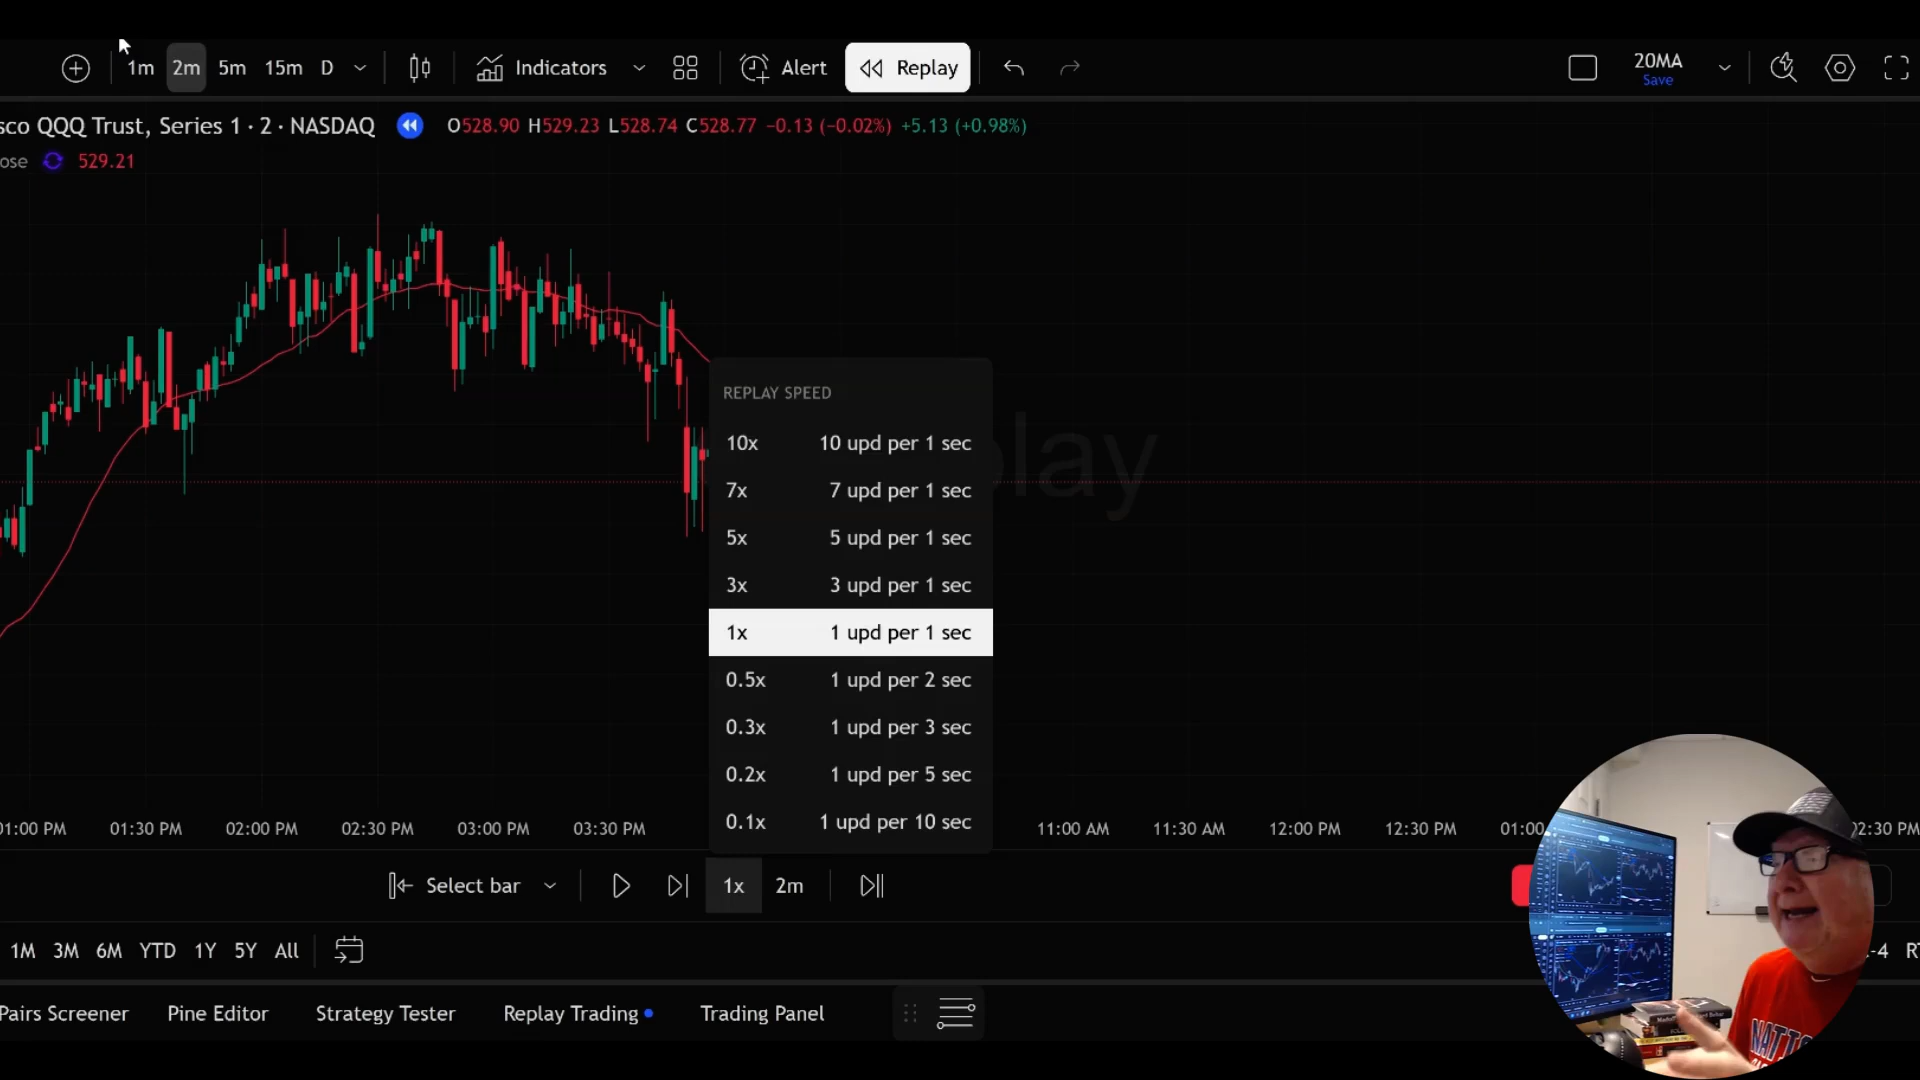 1m 2m 5m 15m D Indicators Alert Replay 20MA
Save
sco QQQ Trust, Series 1 · 2 · NASDAQ O528.90 H529.23 L528.74 C528.77 −0.13 (−0.02%) +5.13 (+0.98%)
ose 529.21
REPLAY SPEED
10x 10 upd per 1 sec
lay
7x 7 upd per 1 sec
5x 5 upd per 1 sec
3x 3 upd per 1 sec
1x 1 upd per 1 sec
0.5x 1 upd per 2 sec
0.3x 1 upd per 3 sec
0.2x 1 upd per 5 sec
0.1x 1 upd per 10 sec
01:00 PM 01:30 PM 02:00 PM 02:30 PM 03:00 PM 03:30 PM 11:00 AM 11:30 AM 12:00 PM 12:30 PM 01:00 02:30 PM
Select bar 1x 2m
1M 3M 6M YTD 1Y 5Y All -4 RT
Pairs Screener Pine Editor Strategy Tester Replay Trading Trading Panel
NATI